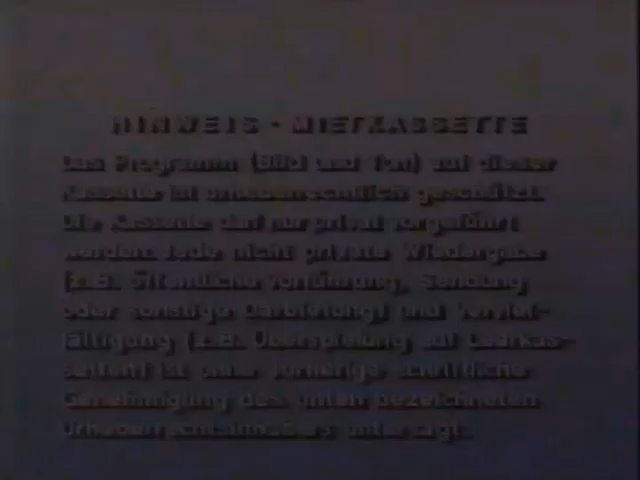 HINWEIS - MIETKASSETTE
Das Programm (Bild und Ton) auf dieser
Kassette ist urheberrechtlich geschützt.
Die Kassette darf nur privat vorgeführt
werden. Jede nicht private Wiedergabe
(z.B. öffentliche Vorführung, Sendung
oder sonstige Darbietung) und Verviel-
fältigung (z.B. Überspielung auf Leerkas-
setten) ist ohne vorherige schriftliche
Genehmigung des unten bezeichneten
Urheberrechtsinhabers untersagt.